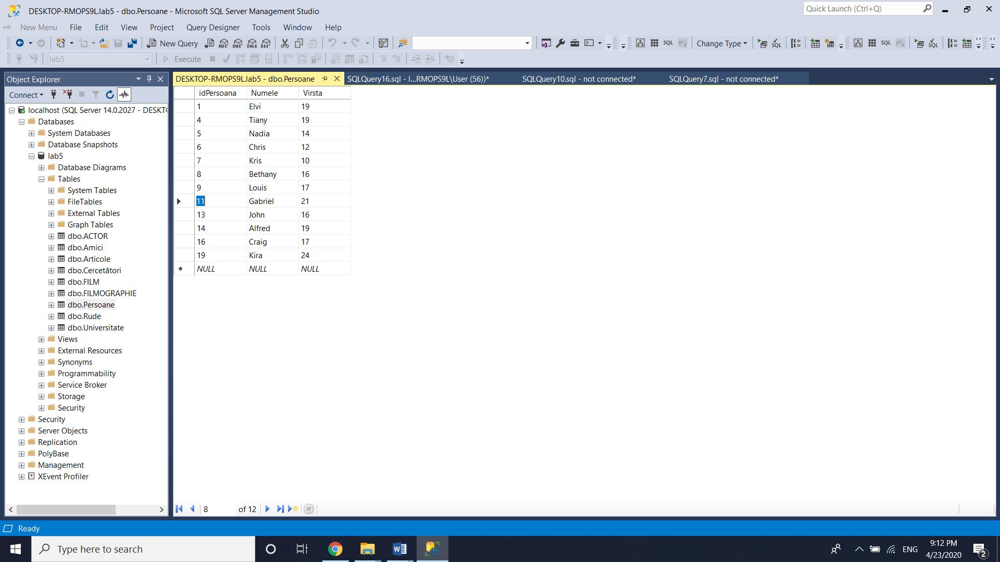 DESKTOP-RMOPS9L.lab5 - dbo.Persoane - Microsoft SQL Server Management Studio
Quick Launch (Ctrl+Q)
New Menu File Edit View Project Query Designer Tools Window Help
New Query MDX DMX XMLA DAX SQL Change Type SQL SQL SQL
lab5 Execute
Object Explorer
DESKTOP-RMOPS9L.lab5 - dbo.Persoane
SQLQuery16.sql - l...RMOPS9L\User (56))*
SQLQuery10.sql - not connected*
SQLQuery7.sql - not connected*
Connect
localhost (SQL Server 14.0.2027 - DESKT
Databases
System Databases
Database Snapshots
lab5
Database Diagrams
Tables
System Tables
FileTables
External Tables
Graph Tables
dbo.ACTOR
dbo.Amici
dbo.Articole
dbo.Cercetători
dbo.FILM
dbo.FILMOGRAPHIE
dbo.Persoane
dbo.Rude
dbo.Universitate
Views
External Resources
Synonyms
Programmability
Service Broker
Storage
Security
Security
Server Objects
Replication
PolyBase
Management
XEvent Profiler
idPersoana Numele Virsta
1 Elvi 19
4 Tiany 19
5 Nadia 14
6 Chris 12
7 Kris 10
8 Bethany 16
9 Louis 17
11 Gabriel 21
13 John 16
14 Alfred 19
16 Craig 17
19 Kira 24
* NULL NULL NULL
8 of 12
Ready
Type here to search
ENG
9:12 PM
4/23/2020
2